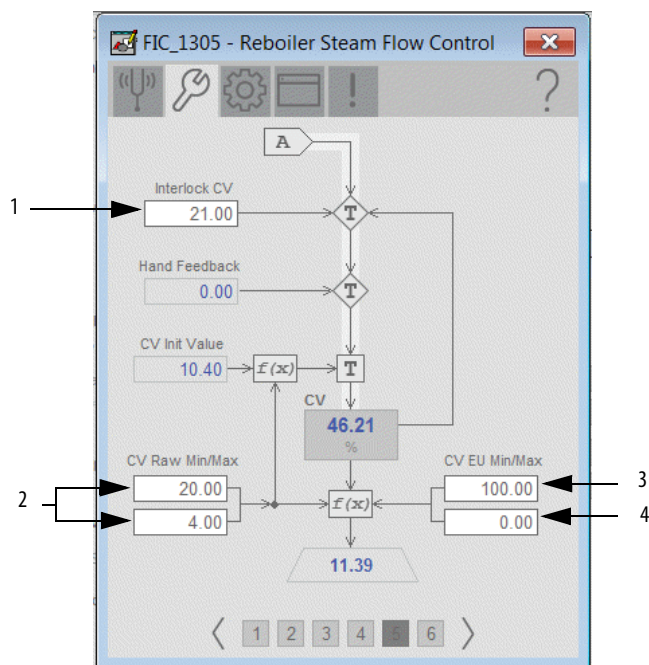 FIC_1305 - Reboiler Steam Flow Control
A
Interlock CV
1
21.00
T
Hand Feedback
0.00
T
CV Init Value
10.40
f(x)
T
CV
46.21
%
CV Raw Min/Max
CV EU Min/Max
20.00
100.00
3
2
f(x)
4.00
0.00
4
11.39
1 2 3 4 5 6